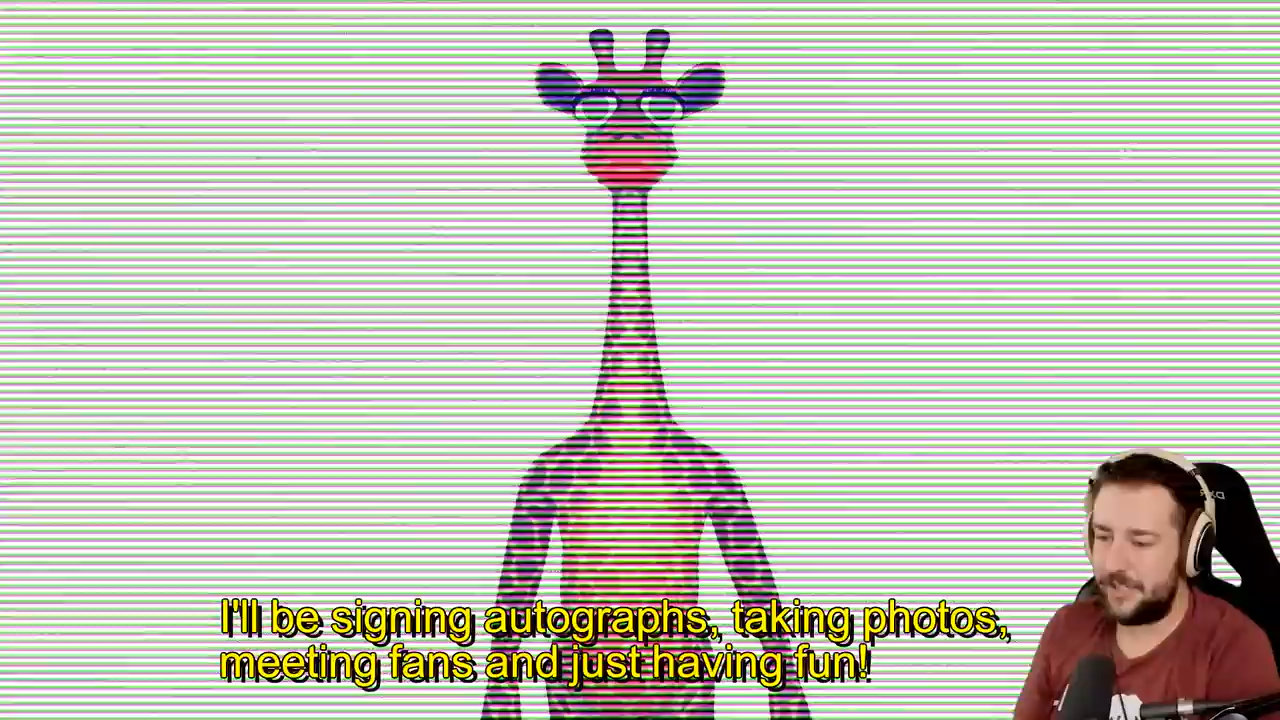 I'll be signing autographs, taking photos,
meeting fans and just having fun!